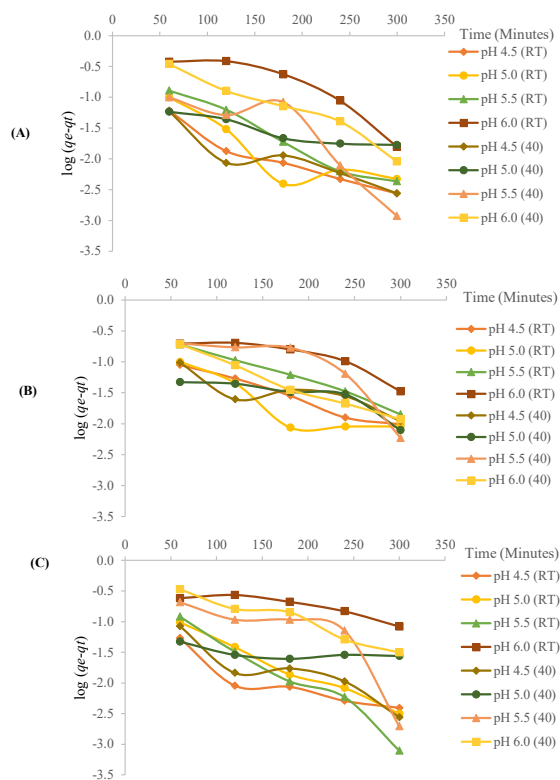 0 50 100 150 200 250 300 350
0.0
-0.5
-1.0
-1.5
-2.0
-2.5
-3.0
-3.5
(A)
log (qe-qt)
Time (Minutes)
pH 4.5 (RT)
pH 5.0 (RT)
pH 5.5 (RT)
pH 6.0 (RT)
pH 4.5 (40)
pH 5.0 (40)
pH 5.5 (40)
pH 6.0 (40)
0 50 100 150 200 250 300 350
0.0
-0.5
-1.0
-1.5
-2.0
-2.5
-3.0
-3.5
(B)
log (qe-qt)
Time (Minutes)
pH 4.5 (RT)
pH 5.0 (RT)
pH 5.5 (RT)
pH 6.0 (RT)
pH 4.5 (40)
pH 5.0 (40)
pH 5.5 (40)
pH 6.0 (40)
0 50 100 150 200 250 300 350
0.0
-0.5
-1.0
-1.5
-2.0
-2.5
-3.0
-3.5
(C)
log (qe-qt)
Time (Minutes)
pH 4.5 (RT)
pH 5.0 (RT)
pH 5.5 (RT)
pH 6.0 (RT)
pH 4.5 (40)
pH 5.0 (40)
pH 5.5 (40)
pH 6.0 (40)